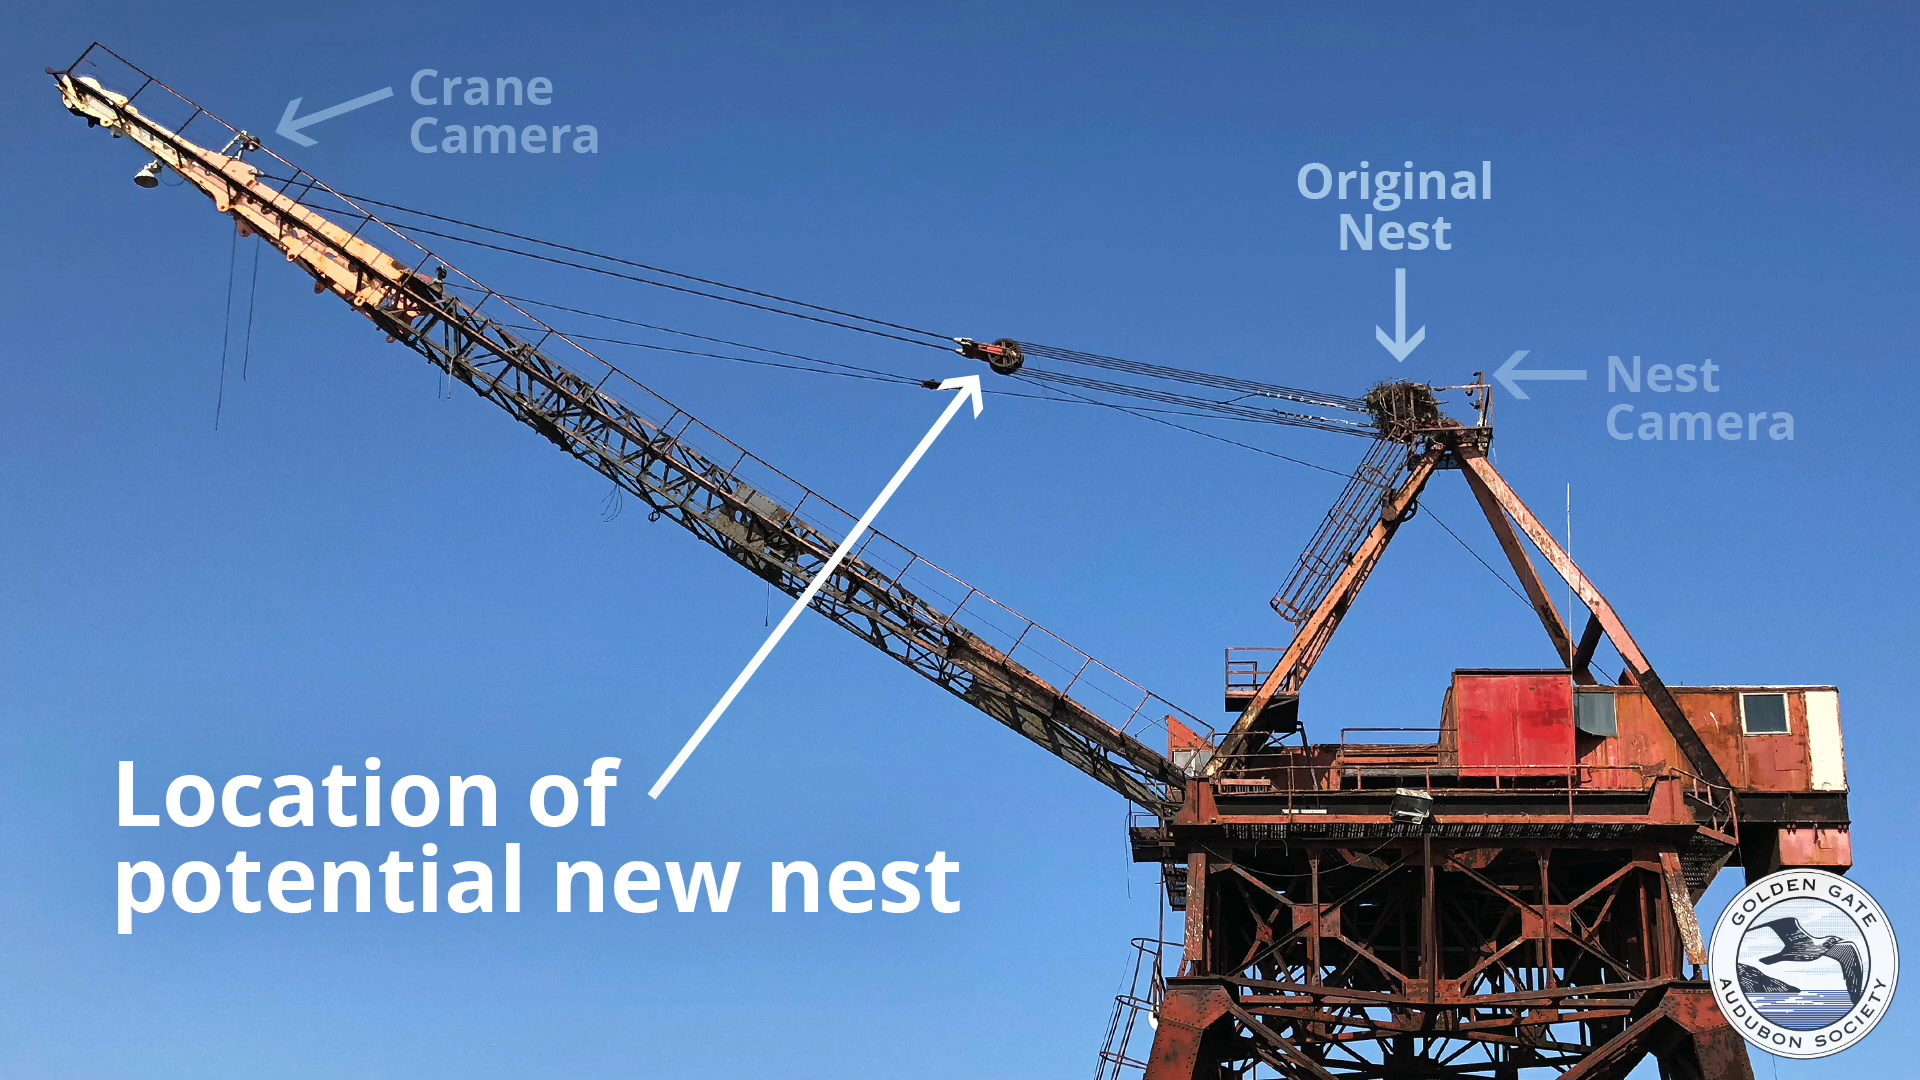 Crane
Camera
Original
Nest
Nest
Camera
Location of
potential new nest
GOLDEN GATE
AUDUBON SOCIETY